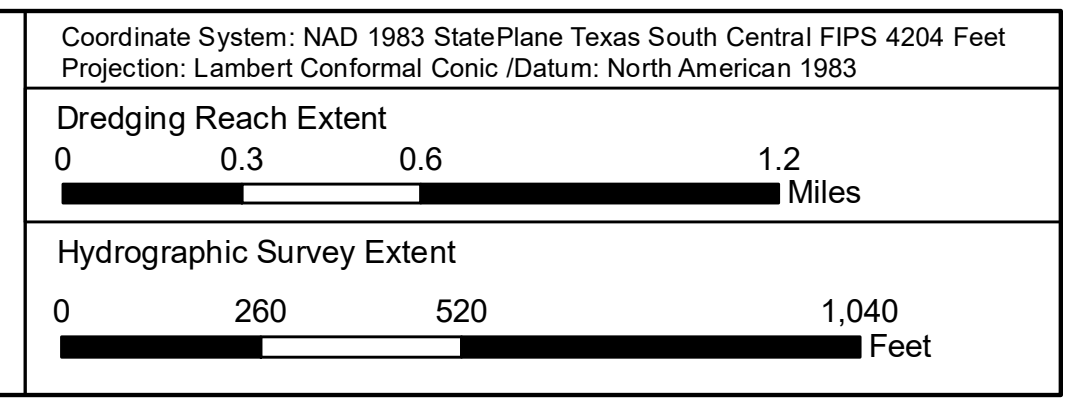 Coordinate System: NAD 1983 StatePlane Texas South Central FIPS 4204 Feet
Projection: Lambert Conformal Conic /Datum: North American 1983
Dredging Reach Extent
0 0.3 0.6 1.2
Miles
Hydrographic Survey Extent
0 260 520 1,040
Feet